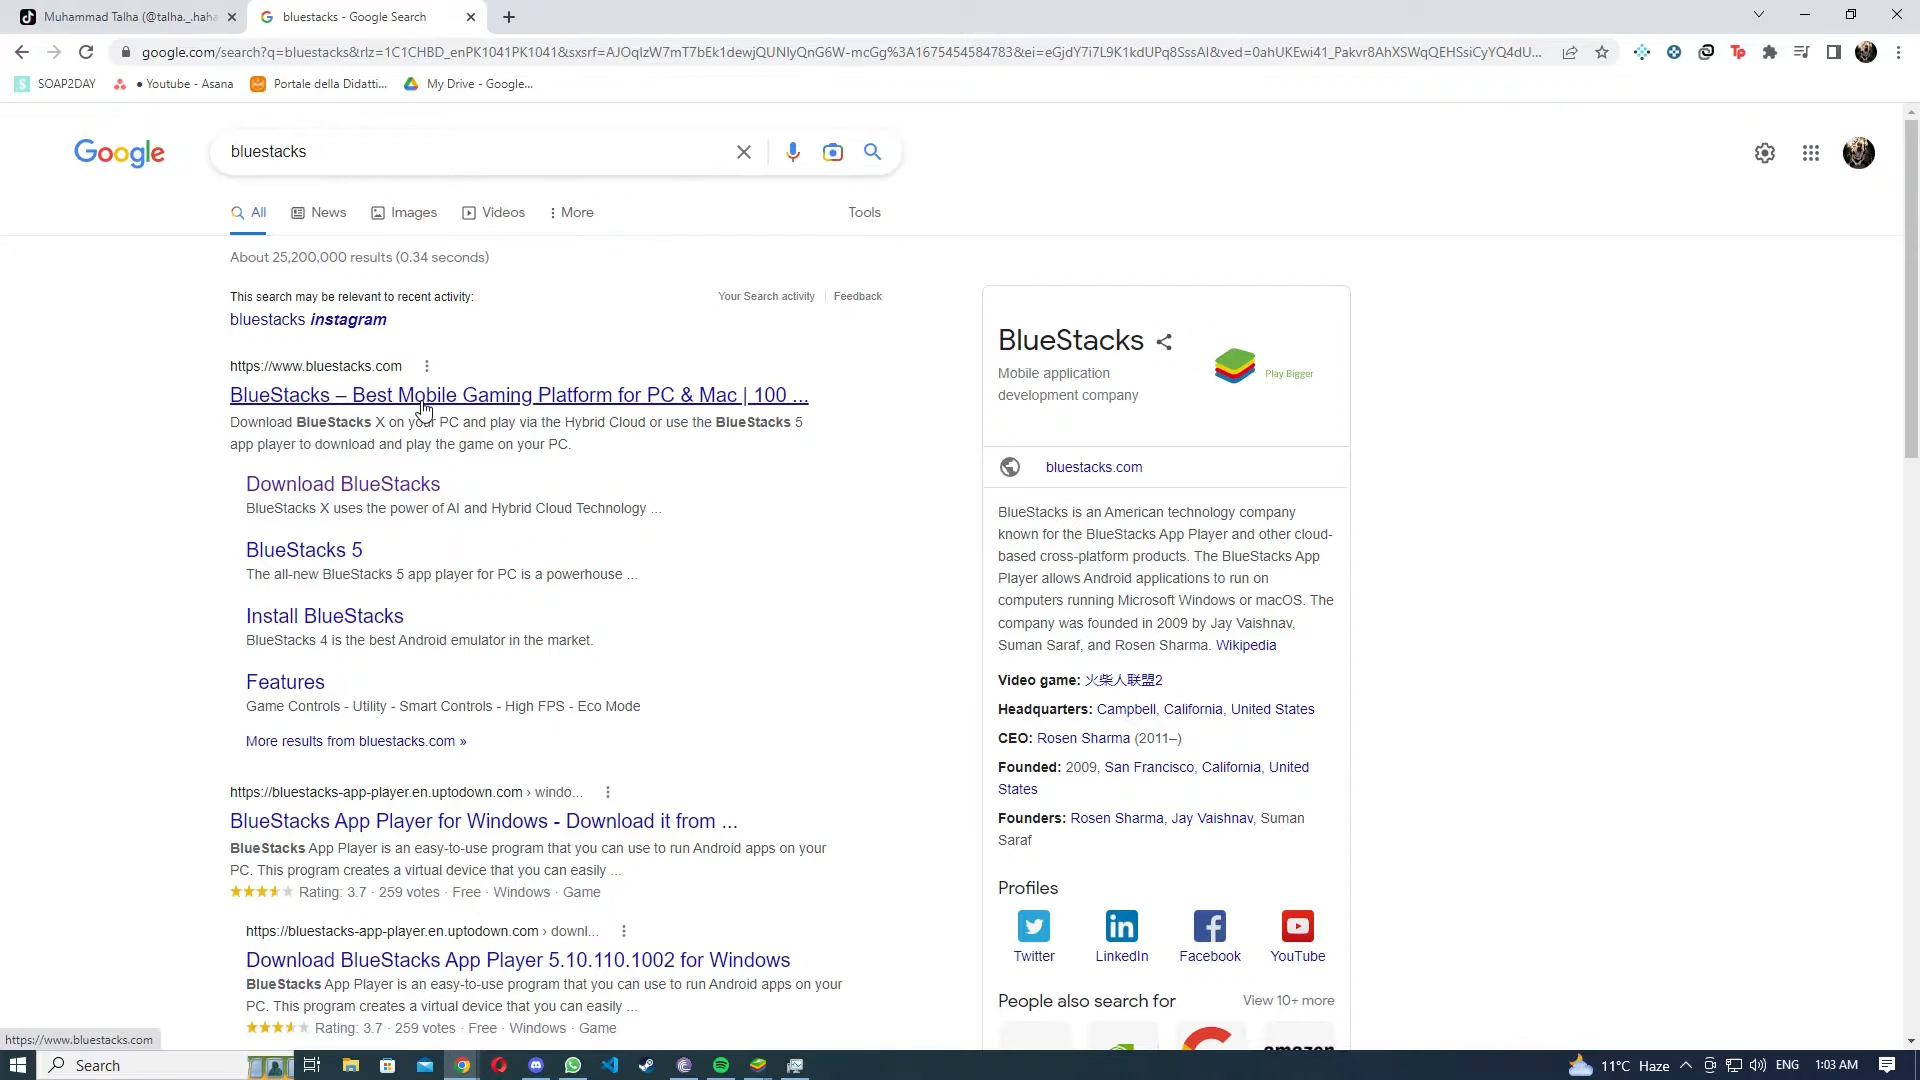 Muhammad Talha (@talha._.haha
bluestacks - Google Search
google.com/search?q=bluestacks&rlz=1C1CHBD_enPK1041PK1041&sxsrf=AJOqlzW7mT7bEk1dewjQUNlyQnG6W-mcGg%3A1675454584783&ei=eGjdY7i7L9K1kdUPq8SssAI&ved=0ahUKEwi41_Pakvr8AhXSWqQEHSsiCyYQ4dU...
SOAP2DAY
● Youtube - Asana
Portale della Didatti...
My Drive - Google...
Google
bluestacks
All
News
Images
Videos
More
Tools
About 25,200,000 results (0.34 seconds)
This search may be relevant to recent activity:
Your Search activity
Feedback
bluestacks instagram
https://www.bluestacks.com
BlueStacks – Best Mobile Gaming Platform for PC & Mac | 100 ...
Download BlueStacks X on your PC and play via the Hybrid Cloud or use the BlueStacks 5
app player to download and play the game on your PC.
Download BlueStacks
BlueStacks X uses the power of AI and Hybrid Cloud Technology ...
BlueStacks 5
The all-new BlueStacks 5 app player for PC is a powerhouse ...
Install BlueStacks
BlueStacks 4 is the best Android emulator in the market.
Features
Game Controls - Utility - Smart Controls - High FPS - Eco Mode
More results from bluestacks.com »
https://bluestacks-app-player.en.uptodown.com › windo...
BlueStacks App Player for Windows - Download it from ...
BlueStacks App Player is an easy-to-use program that you can use to run Android apps on your
PC. This program creates a virtual device that you can easily ...
Rating: 3.7 · 259 votes · Free · Windows · Game
https://bluestacks-app-player.en.uptodown.com › downl...
Download BlueStacks App Player 5.10.110.1002 for Windows
BlueStacks App Player is an easy-to-use program that you can use to run Android apps on your
PC. This program creates a virtual device that you can easily ...
Rating: 3.7 · 259 votes · Free · Windows · Game
BlueStacks
Mobile application
development company
Play Bigger
bluestacks.com
BlueStacks is an American technology company
known for the BlueStacks App Player and other cloud-
based cross-platform products. The BlueStacks App
Player allows Android applications to run on
computers running Microsoft Windows or macOS. The
company was founded in 2009 by Jay Vaishnav,
Suman Saraf, and Rosen Sharma. Wikipedia
Video game: 火柴人联盟2
Headquarters: Campbell, California, United States
CEO: Rosen Sharma (2011–)
Founded: 2009, San Francisco, California, United
States
Founders: Rosen Sharma, Jay Vaishnav, Suman
Saraf
Profiles
Twitter
LinkedIn
Facebook
YouTube
People also search for
View 10+ more
amazon
https://www.bluestacks.com
Search
11°C Haze
ENG
1:03 AM